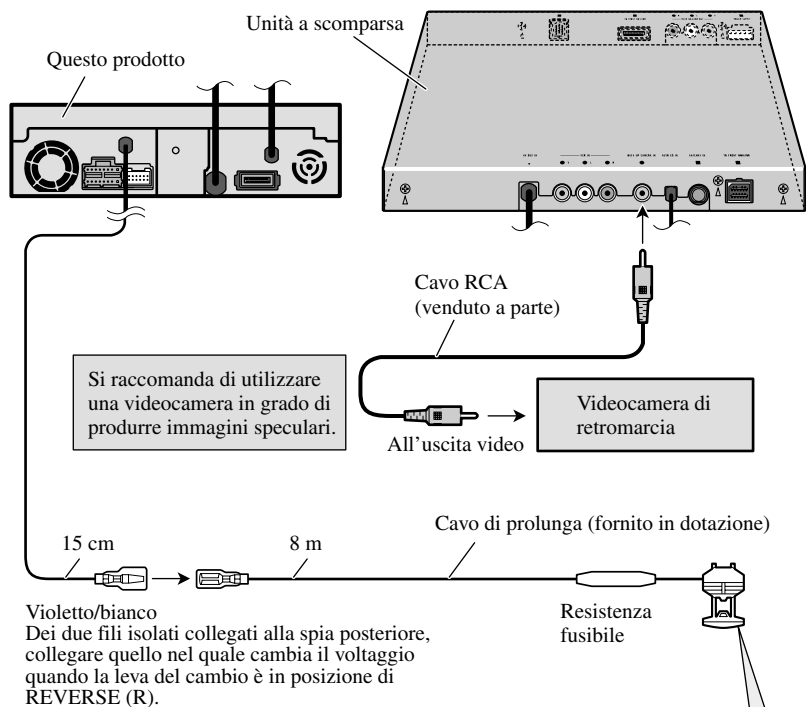 Unità a scomparsa
Questo prodotto
Cavo RCA
(venduto a parte)
Si raccomanda di utilizzare
una videocamera in grado di
produrre immagini speculari.
All'uscita video
Videocamera di
retromarcia
Cavo di prolunga (fornito in dotazione)
15 cm
8 m
Violetto/bianco
Dei due fili isolati collegati alla spia posteriore,
collegare quello nel quale cambia il voltaggio
quando la leva del cambio è in posizione di
REVERSE (R).
Resistenza
fusibile